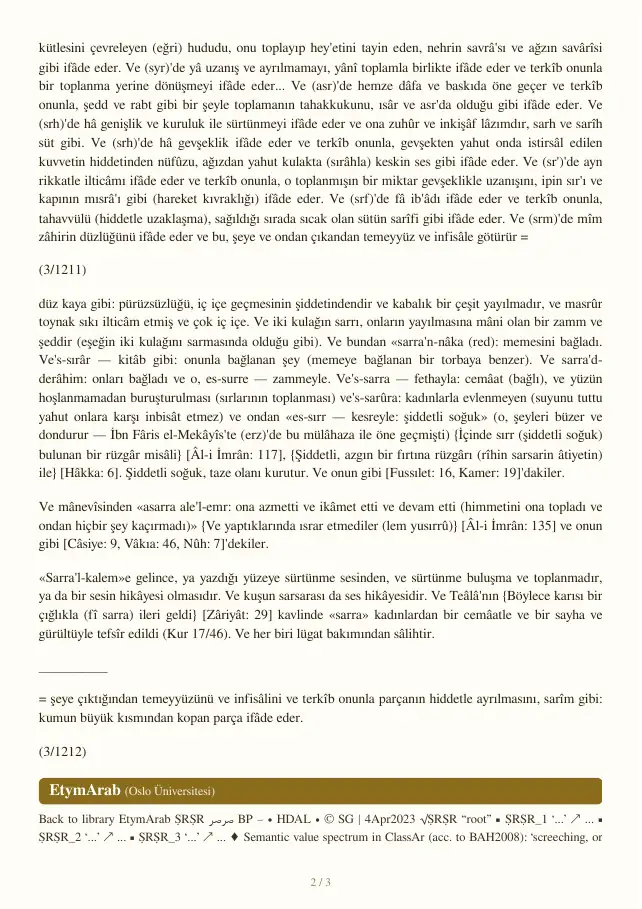 kütlesini çevreleyen (eğri) hududu, onu toplayıp hey'etini tayin eden, nehrin savrâ'sı ve ağzın savârîsi
gibi ifâde eder. Ve (syr)'de yâ uzanış ve ayrılmamayı, yânî toplamla birlikte ifâde eder ve terkîb onunla
bir toplanma yerine dönüşmeyi ifâde eder... Ve (asr)'de hemze dâfa ve baskıda öne geçer ve terkîb
onunla, şedd ve rabt gibi bir şeyle toplamanın tahakkukunu, ısâr ve asr'da olduğu gibi ifâde eder. Ve
(srh)'de hâ genişlik ve kuruluk ile sürtünmeyi ifâde eder ve ona zuhûr ve inkişâf lâzımdır, sarh ve sarîh
süt gibi. Ve (srh)'de hâ gevşeklik ifâde eder ve terkîb onunla, gevşekten yahut onda istirsâl edilen
kuvvetin hiddetinden nüfûzu, ağızdan yahut kulakta (sırâhla) keskin ses gibi ifâde eder. Ve (sr')'de ayn
rikkatle ilticâmı ifâde eder ve terkîb onunla, o toplanmışın bir miktar gevşeklikle uzanışını, ipin sır'ı ve
kapının mısrâ'ı gibi (hareket kıvraklığı) ifâde eder. Ve (srf)'de fâ ib'âdı ifâde eder ve terkîb onunla,
tahavvülü (hiddetle uzaklaşma), sağıldığı sırada sıcak olan sütün sarîfi gibi ifâde eder. Ve (srm)'de mîm
zâhirin düzlüğünü ifâde eder ve bu, şeye ve ondan çıkandan temeyyüz ve infisâle götürür =
(3/1211)
düz kaya gibi: pürüzsüzlüğü, iç içe geçmesinin şiddetindendir ve kabalık bir çeşit yayılmadır, ve masrûr
toynak sıkı ilticâm etmiş ve çok iç içe. Ve iki kulağın sarrı, onların yayılmasına mâni olan bir zamm ve
şeddir (eşeğin iki kulağını sarmasında olduğu gibi). Ve bundan «sarra'n-nâka (red): memesini bağladı.
Ve's-sırâr — kitâb gibi: onunla bağlanan şey (memeye bağlanan bir torbaya benzer). Ve sarra'd-
derâhim: onları bağladı ve o, es-surre — zammeyle. Ve's-sarra — fethayla: cemâat (bağlı), ve yüzün
hoşlanmamadan buruşturulması (sırlarının toplanması) ve's-sarûra: kadınlarla evlenmeyen (suyunu tuttu
yahut onlara karşı inbisât etmez) ve ondan «es-sırr — kesreyle: şiddetli soğuk» (o, şeyleri büzer ve
dondurur — İbn Fâris el-Mekâyîs'te (erz)'de bu mülâhaza ile öne geçmişti) {İçinde sırr (şiddetli soğuk)
bulunan bir rüzgâr misâli} [Âl-i İmrân: 117], {Şiddetli, azgın bir fırtına rüzgârı (rîhin sarsarin âtiyetin)
ile} [Hâkka: 6]. Şiddetli soğuk, taze olanı kurutur. Ve onun gibi [Fussılet: 16, Kamer: 19]'dakiler.
Ve mânevîsinden «asarra ale'l-emr: ona azmetti ve ikâmet etti ve devam etti (himmetini ona topladı ve
ondan hiçbir şey kaçırmadı)» {Ve yaptıklarında ısrar etmediler (lem yusırrû)} [Âl-i İmrân: 135] ve onun
gibi [Câsiye: 9, Vâkıa: 46, Nûh: 7]'dekiler.
«Sarra'l-kalem»e gelince, ya yazdığı yüzeye sürtünme sesinden, ve sürtünme buluşma ve toplanmadır,
ya da bir sesin hikâyesi olmasıdır. Ve kuşun sarsarası da ses hikâyesidir. Ve Teâlâ'nın {Böylece karısı bir
çığlıkla (fî sarra) ileri geldi} [Zâriyât: 29] kavlinde «sarra» kadınlardan bir cemâatle ve bir sayha ve
gürültüyle tefsîr edildi (Kur 17/46). Ve her biri lügat bakımından sâlihtir.
___________
= şeye çıktığından temeyyüzünü ve infisâlini ve terkîb onunla parçanın hiddetle ayrılmasını, sarîm gibi:
kumun büyük kısmından kopan parça ifâde eder.
(3/1212)
EtymArab (Oslo Üniversitesi)
Back to library EtymArab ṢRṢR صرصر BP – • HDAL • © SG | 4Apr2023 √ṢRṢR “root” ▪ ṢRṢR_1 ‘...’ ↗ ... ▪
ṢRṢR_2 ‘...’ ↗ ... ▪ ṢRṢR_3 ‘...’ ↗ ... ♦ Semantic value spectrum in ClassAr (acc. to BAH2008): ‘screeching, or
2 / 3